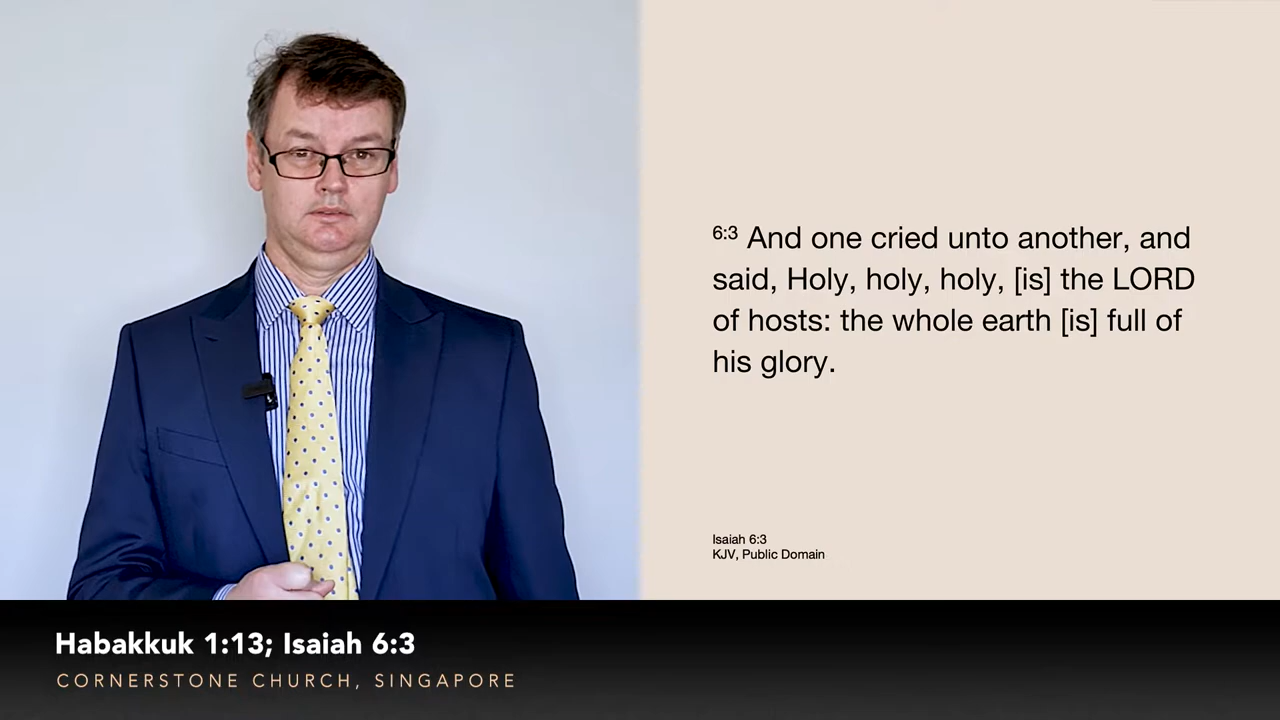 6:3 And one cried unto another, and
said, Holy, holy, holy, [is] the LORD
of hosts: the whole earth [is] full of
his glory.
Isaiah 6:3
KJV, Public Domain
Habakkuk 1:13; Isaiah 6:3
CORNERSTONE CHURCH, SINGAPORE